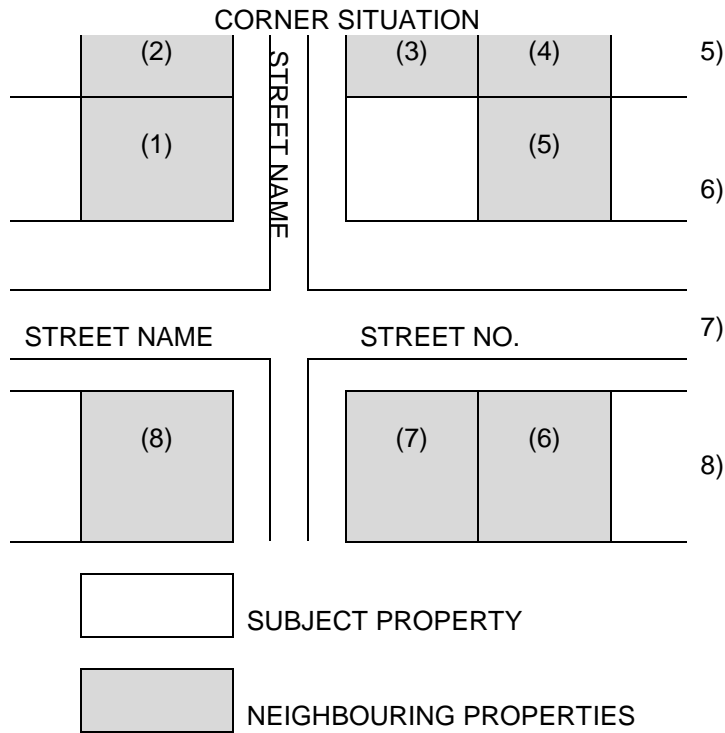 CORNER SITUATION
(2)
(3)
(4)
5)
STREET NAME
(1)
(5)
6)
STREET NAME
STREET NO.
7)
(8)
(7)
(6)
8)
SUBJECT PROPERTY
NEIGHBOURING PROPERTIES